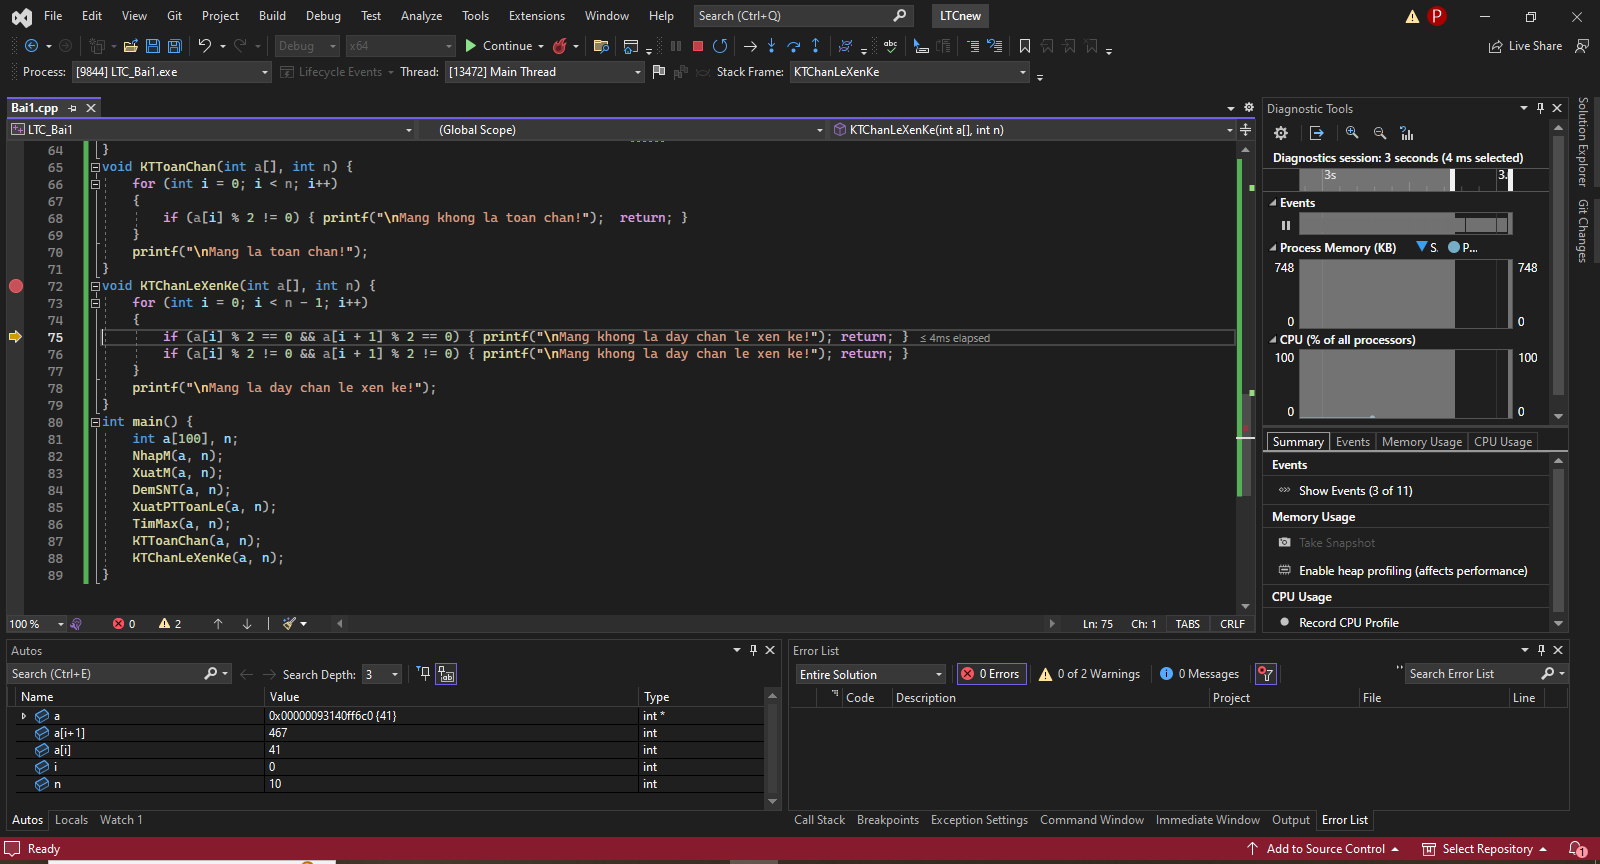 File Edit View Git Project Build Debug Test Analyze Tools Extensions Window Help Search (Ctrl+Q) LTCnew P
Debug x64 Continue Live Share
Process: [9844] LTC_Bai1.exe Lifecycle Events Thread: [13472] Main Thread Stack Frame: KTChanLeXenKe
Bai1.cpp
LTC_Bai1 (Global Scope) KTChanLeXenKe(int a[], int n)
64 }
65 void KTToanChan(int a[], int n) {
66 for (int i = 0; i < n; i++)
67 {
68 if (a[i] % 2 != 0) { printf("\nMang khong la toan chan!"); return; }
69 }
70 printf("\nMang la toan chan!");
71 }
72 void KTChanLeXenKe(int a[], int n) {
73 for (int i = 0; i < n - 1; i++)
74 {
75 if (a[i] % 2 == 0 && a[i + 1] % 2 == 0) { printf("\nMang khong la day chan le xen ke!"); return; } ≤ 4ms elapsed
76 if (a[i] % 2 != 0 && a[i + 1] % 2 != 0) { printf("\nMang khong la day chan le xen ke!"); return; }
77 }
78 printf("\nMang la day chan le xen ke!");
79 }
80 int main() {
81 int a[100], n;
82 NhapM(a, n);
83 XuatM(a, n);
84 DemSNT(a, n);
85 XuatPTToanLe(a, n);
86 TimMax(a, n);
87 KTToanChan(a, n);
88 KTChanLeXenKe(a, n);
89 }
100 % 0 2 Ln: 75 Ch: 1 TABS CRLF
Diagnostic Tools
Diagnostics session: 3 seconds (4 ms selected)
3s 3.
Events
Process Memory (KB) S. P...
748 748
0 0
CPU (% of all processors)
100 100
0 0
Summary Events Memory Usage CPU Usage
Events
Show Events (3 of 11)
Memory Usage
Take Snapshot
Enable heap profiling (affects performance)
CPU Usage
Record CPU Profile
Solution Explorer
Git Changes
Autos
Search (Ctrl+E) Search Depth: 3
Name Value Type
a 0x00000093140ff6c0 {41} int *
a[i+1] 467 int
a[i] 41 int
i 0 int
n 10 int
Autos Locals Watch 1
Error List
Entire Solution 0 Errors 0 of 2 Warnings 0 Messages Search Error List
Code Description Project File Line
Call Stack Breakpoints Exception Settings Command Window Immediate Window Output Error List
Ready Add to Source Control Select Repository 1